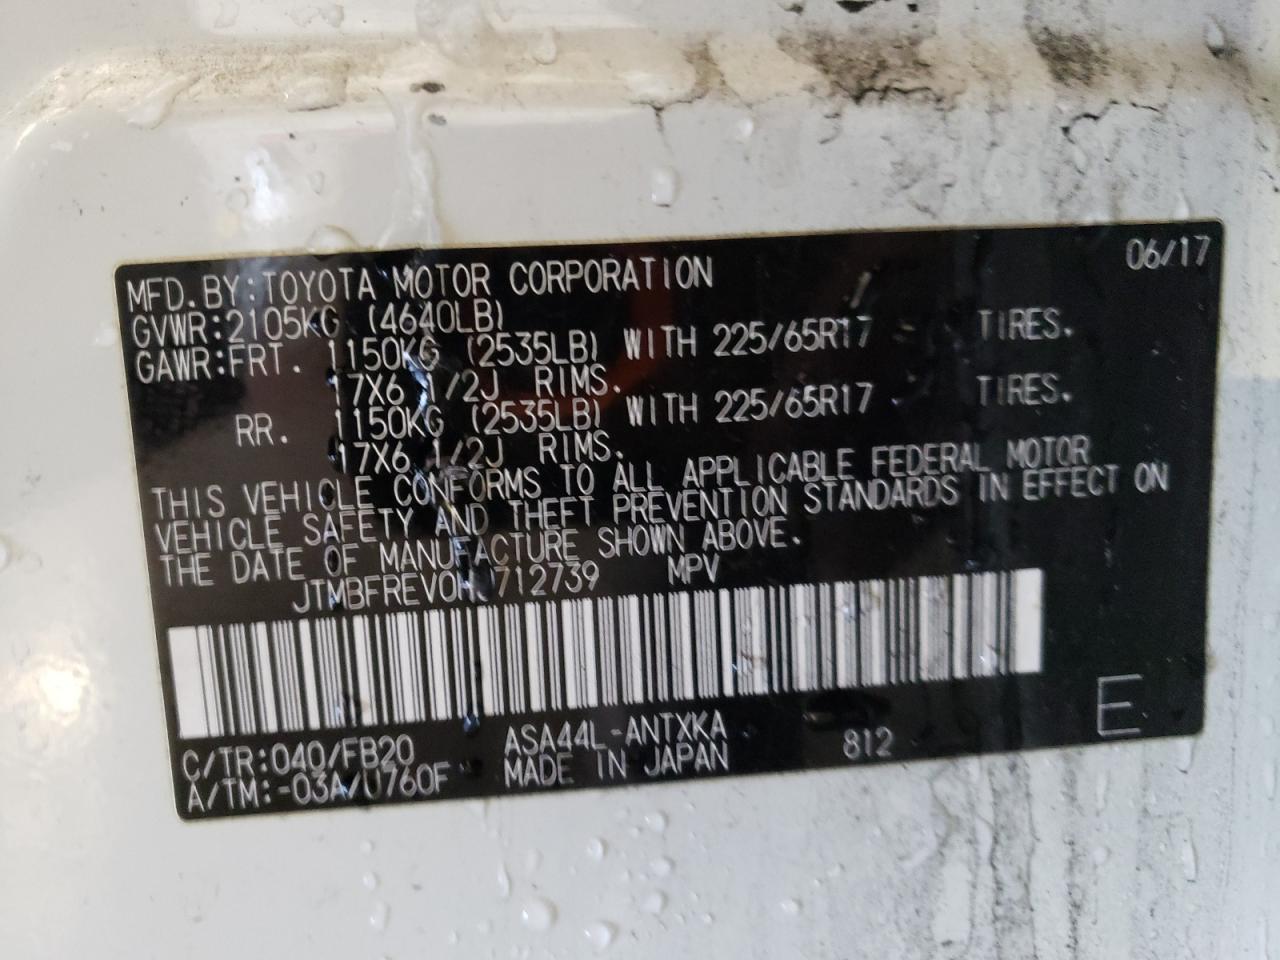 06/17
MFD.BY:TOYOTA MOTOR CORPORATION
GVWR:2105KG (4640LB)
GAWR:FRT. 1150KG (2535LB) WITH 225/65R17 TIRES.
17X6 1/2J RIMS.
RR. 1150KG (2535LB) WITH 225/65R17 TIRES.
17X6 1/2J RIMS.
THIS VEHICLE CONFORMS TO ALL APPLICABLE FEDERAL MOTOR
VEHICLE SAFETY AND THEFT PREVENTION STANDARDS IN EFFECT ON
THE DATE OF MANUFACTURE SHOWN ABOVE.
MPV
E
C/TR:040/FB20 ASA44L-ANTXKA 812
A/TM:-03A/U760F MADE IN JAPAN